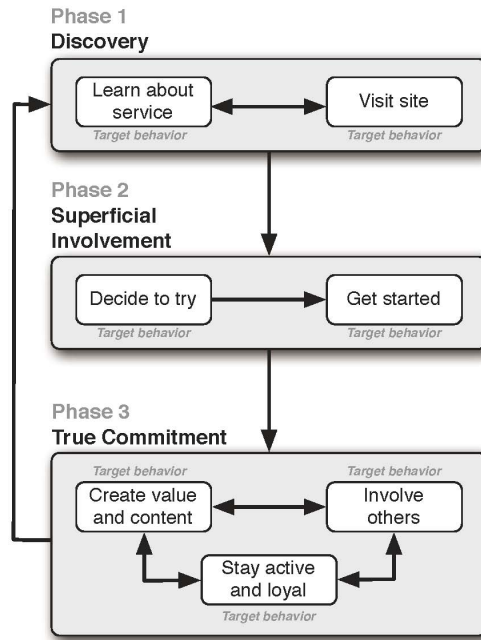 Phase 1
Discovery
Learn about
service
Visit site
Target behavior
Target behavior
Phase 2
Superficial
Involvement
Decide to try
Get started
Target behavior
Target behavior
Phase 3
True Commitment
Target behavior
Target behavior
Create value
and content
Involve
others
Stay active
and loyal
Target behavior